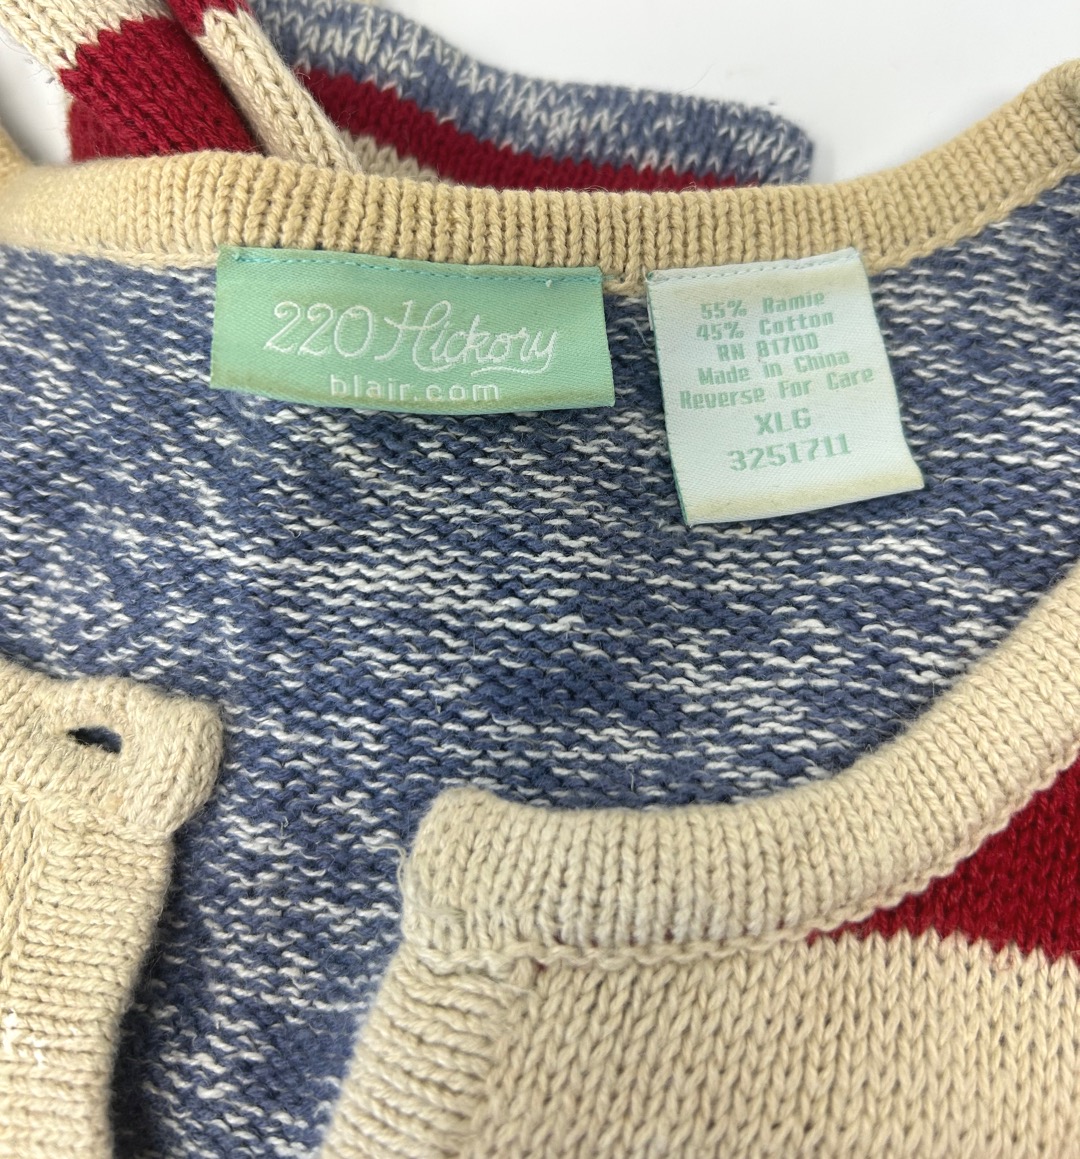 220 Hickory
blair.com
55% Ramie
45% Cotton
RN 81700
Made in China
Reverse For Care
XLG
3251711